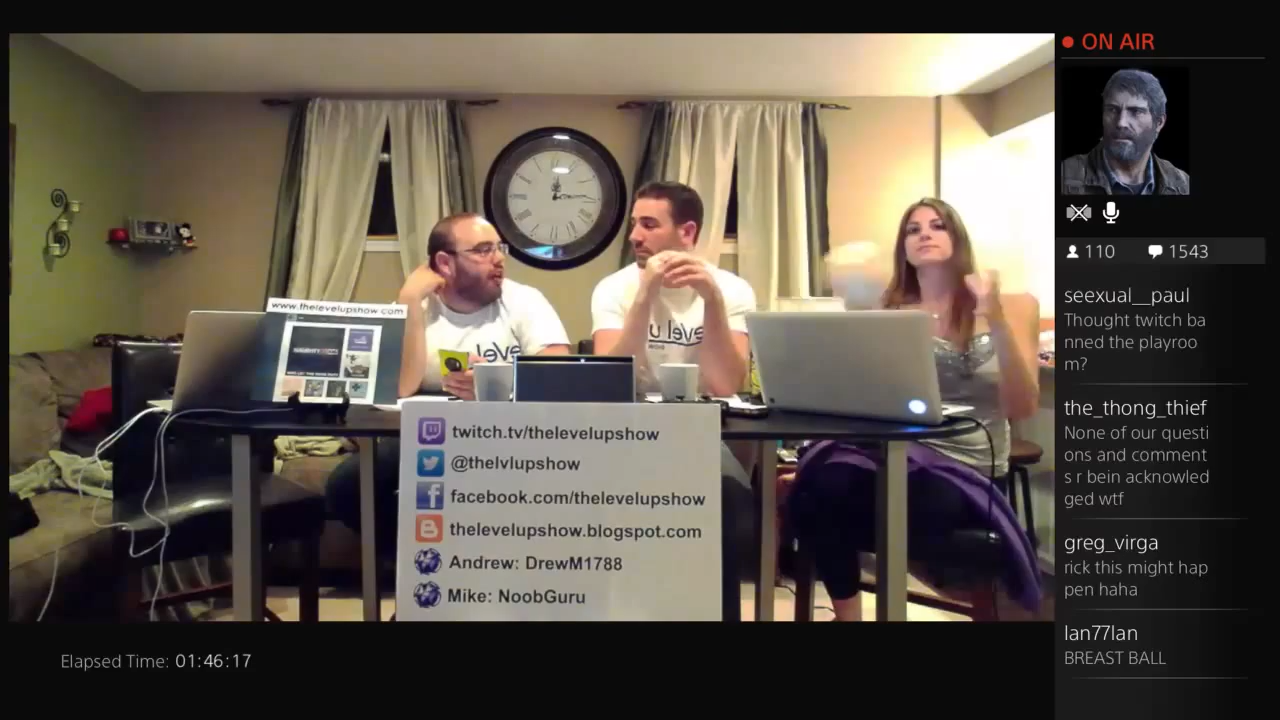 ON AIR
110 1543
seexual__paul
Thought twitch ba
nned the playroo
m?
the_thong_thief
None of our questi
ons and comment
s r bein acknowled
ged wtf
greg_virga
rick this might hap
pen haha
lan77lan
BREAST BALL
www.thelevelupshow.com
NAUGHTY
twitch.tv/thelevelupshow
@thelvlupshow
facebook.com/thelevelupshow
thelevelupshow.blogspot.com
Andrew: DrewM1788
Mike: NoobGuru
Elapsed Time: 01:46:17